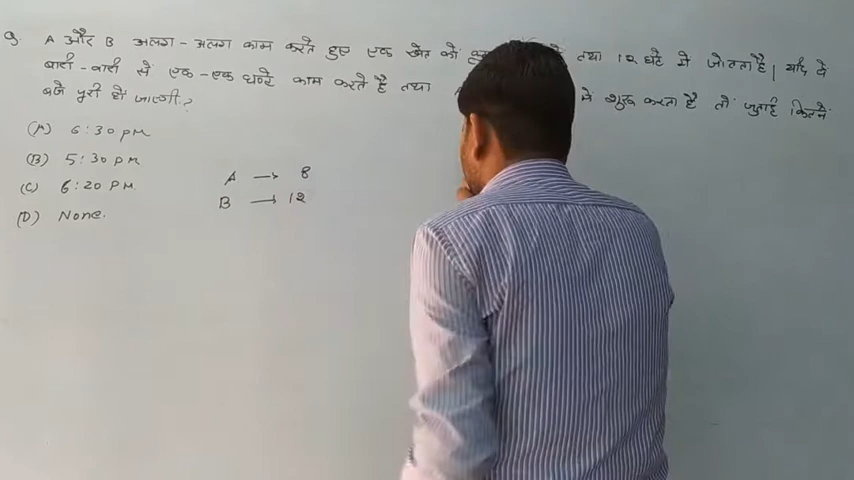 Q. A और B अलग-अलग काम करते हुए एक खेत को तथा 12 घंटे में जोतता है। यदि वे
बारी-बारी से एक-एक घण्टे काम करते है तथा में शुरू करता है तो जुताई कितने
बजे पूरी हो जाएगी?
(A) 6:30 PM
(B) 5:30 PM
(C) 6:20 PM.
(D) None.
A → 8
B → 12